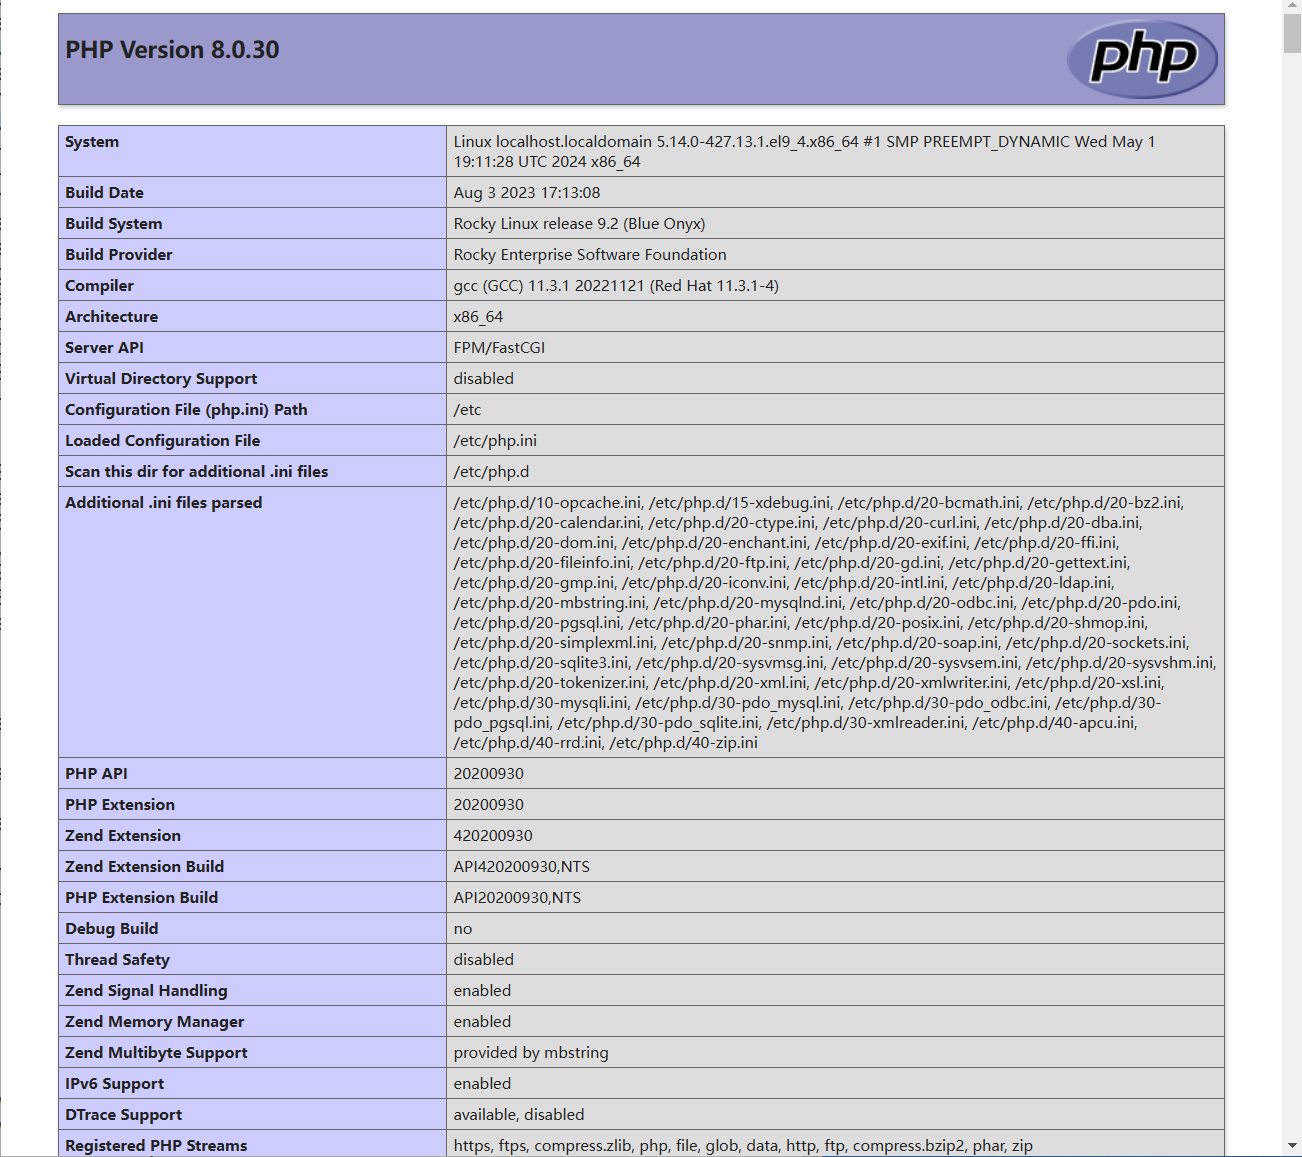 PHP Version 8.0.30
php
System Linux localhost.localdomain 5.14.0-427.13.1.el9_4.x86_64 #1 SMP PREEMPT_DYNAMIC Wed May 1
19:11:28 UTC 2024 x86_64
Build Date Aug 3 2023 17:13:08
Build System Rocky Linux release 9.2 (Blue Onyx)
Build Provider Rocky Enterprise Software Foundation
Compiler gcc (GCC) 11.3.1 20221121 (Red Hat 11.3.1-4)
Architecture x86_64
Server API FPM/FastCGI
Virtual Directory Support disabled
Configuration File (php.ini) Path /etc
Loaded Configuration File /etc/php.ini
Scan this dir for additional .ini files /etc/php.d
Additional .ini files parsed /etc/php.d/10-opcache.ini, /etc/php.d/15-xdebug.ini, /etc/php.d/20-bcmath.ini, /etc/php.d/20-bz2.ini,
/etc/php.d/20-calendar.ini, /etc/php.d/20-ctype.ini, /etc/php.d/20-curl.ini, /etc/php.d/20-dba.ini,
/etc/php.d/20-dom.ini, /etc/php.d/20-enchant.ini, /etc/php.d/20-exif.ini, /etc/php.d/20-ffi.ini,
/etc/php.d/20-fileinfo.ini, /etc/php.d/20-ftp.ini, /etc/php.d/20-gd.ini, /etc/php.d/20-gettext.ini,
/etc/php.d/20-gmp.ini, /etc/php.d/20-iconv.ini, /etc/php.d/20-intl.ini, /etc/php.d/20-ldap.ini,
/etc/php.d/20-mbstring.ini, /etc/php.d/20-mysqlnd.ini, /etc/php.d/20-odbc.ini, /etc/php.d/20-pdo.ini,
/etc/php.d/20-pgsql.ini, /etc/php.d/20-phar.ini, /etc/php.d/20-posix.ini, /etc/php.d/20-shmop.ini,
/etc/php.d/20-simplexml.ini, /etc/php.d/20-snmp.ini, /etc/php.d/20-soap.ini, /etc/php.d/20-sockets.ini,
/etc/php.d/20-sqlite3.ini, /etc/php.d/20-sysvmsg.ini, /etc/php.d/20-sysvsem.ini, /etc/php.d/20-sysvshm.ini,
/etc/php.d/20-tokenizer.ini, /etc/php.d/20-xml.ini, /etc/php.d/20-xmlwriter.ini, /etc/php.d/20-xsl.ini,
/etc/php.d/30-mysqli.ini, /etc/php.d/30-pdo_mysql.ini, /etc/php.d/30-pdo_odbc.ini, /etc/php.d/30-
pdo_pgsql.ini, /etc/php.d/30-pdo_sqlite.ini, /etc/php.d/30-xmlreader.ini, /etc/php.d/40-apcu.ini,
/etc/php.d/40-rrd.ini, /etc/php.d/40-zip.ini
PHP API 20200930
PHP Extension 20200930
Zend Extension 420200930
Zend Extension Build API420200930,NTS
PHP Extension Build API20200930,NTS
Debug Build no
Thread Safety disabled
Zend Signal Handling enabled
Zend Memory Manager enabled
Zend Multibyte Support provided by mbstring
IPv6 Support enabled
DTrace Support available, disabled
Registered PHP Streams https, ftps, compress.zlib, php, file, glob, data, http, ftp, compress.bzip2, phar, zip